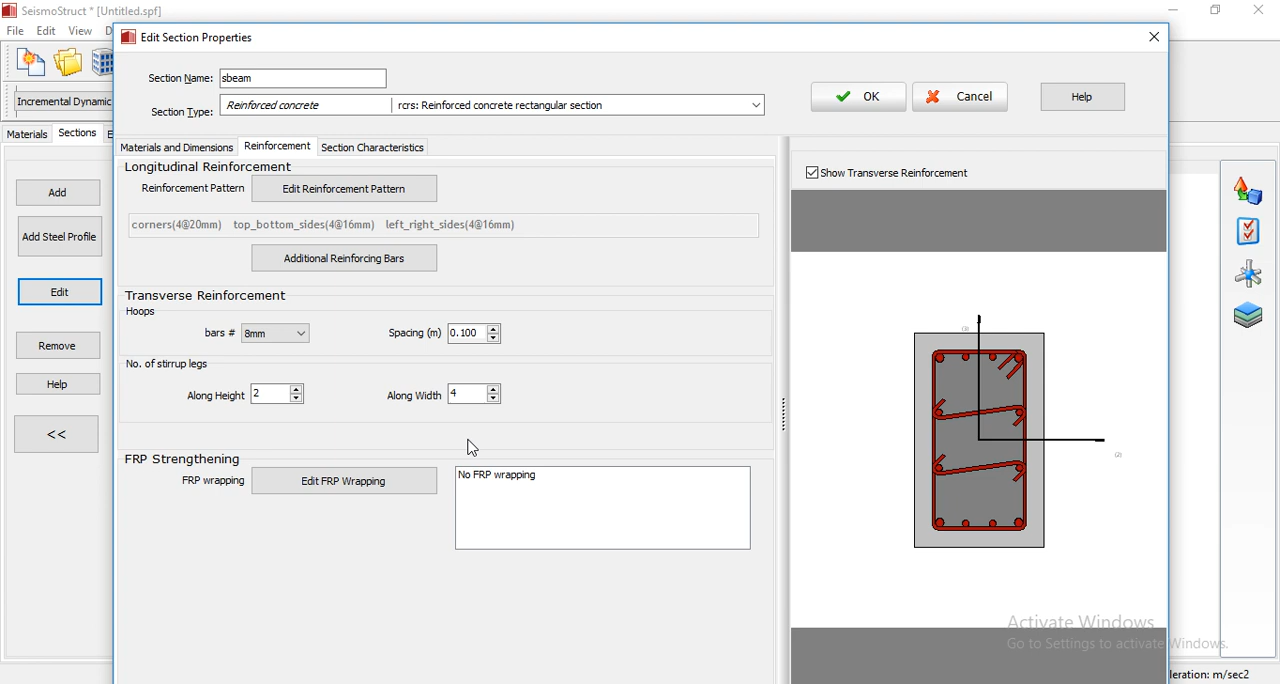 SeismoStruct * [Untitled.spf]
File Edit View D
Edit Section Properties
Section Name: sbeam
Section Type: Reinforced concrete rcrs: Reinforced concrete rectangular section
OK Cancel Help
Incremental Dynamic
Materials Sections E
Materials and Dimensions Reinforcement Section Characteristics
Longitudinal Reinforcement
Reinforcement Pattern Edit Reinforcement Pattern
corners(4@20mm) top_bottom_sides(4@16mm) left_right_sides(4@16mm)
Additional Reinforcing Bars
Transverse Reinforcement
Hoops
bars # 8mm Spacing (m) 0.100
No. of stirrup legs
Along Height 2 Along Width 4
FRP Strengthening
FRP wrapping Edit FRP Wrapping No FRP wrapping
Add
Add Steel Profile
Edit
Remove
Help
<<
Show Transverse Reinforcement
(3)
(2)
Activate Windows
Go to Settings to activate Windows.
leration: m/sec2